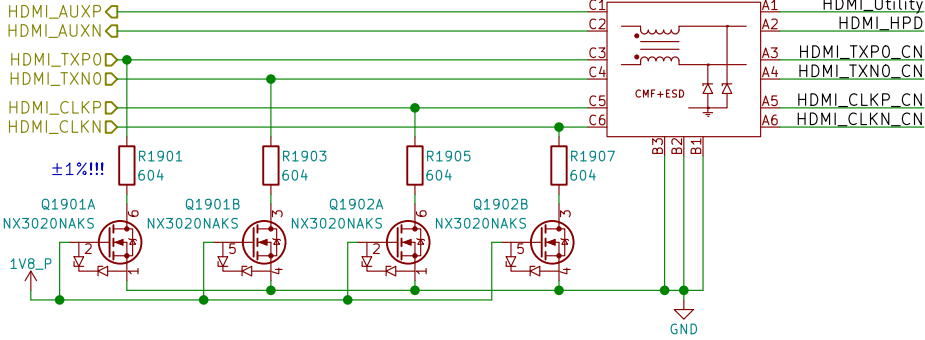 HDMI_AUXP C1 A1 HDMI_Utility
HDMI_AUXN C2 A2 HDMI_HPD
HDMI_TXP0 C3 A3 HDMI_TXP0_CN
HDMI_TXN0 C4 A4 HDMI_TXN0_CN
CMF+ESD
HDMI_CLKP C5 A5 HDMI_CLKP_CN
HDMI_CLKN C6 A6 HDMI_CLKN_CN
B3 B2 B1
±1%!!!
R1901
604
R1903
604
R1905
604
R1907
604
Q1901A
NX3020NAKS
6
2
1
Q1901B
NX3020NAKS
3
5
4
Q1902A
NX3020NAKS
6
2
1
Q1902B
NX3020NAKS
3
5
4
1V8_P
GND